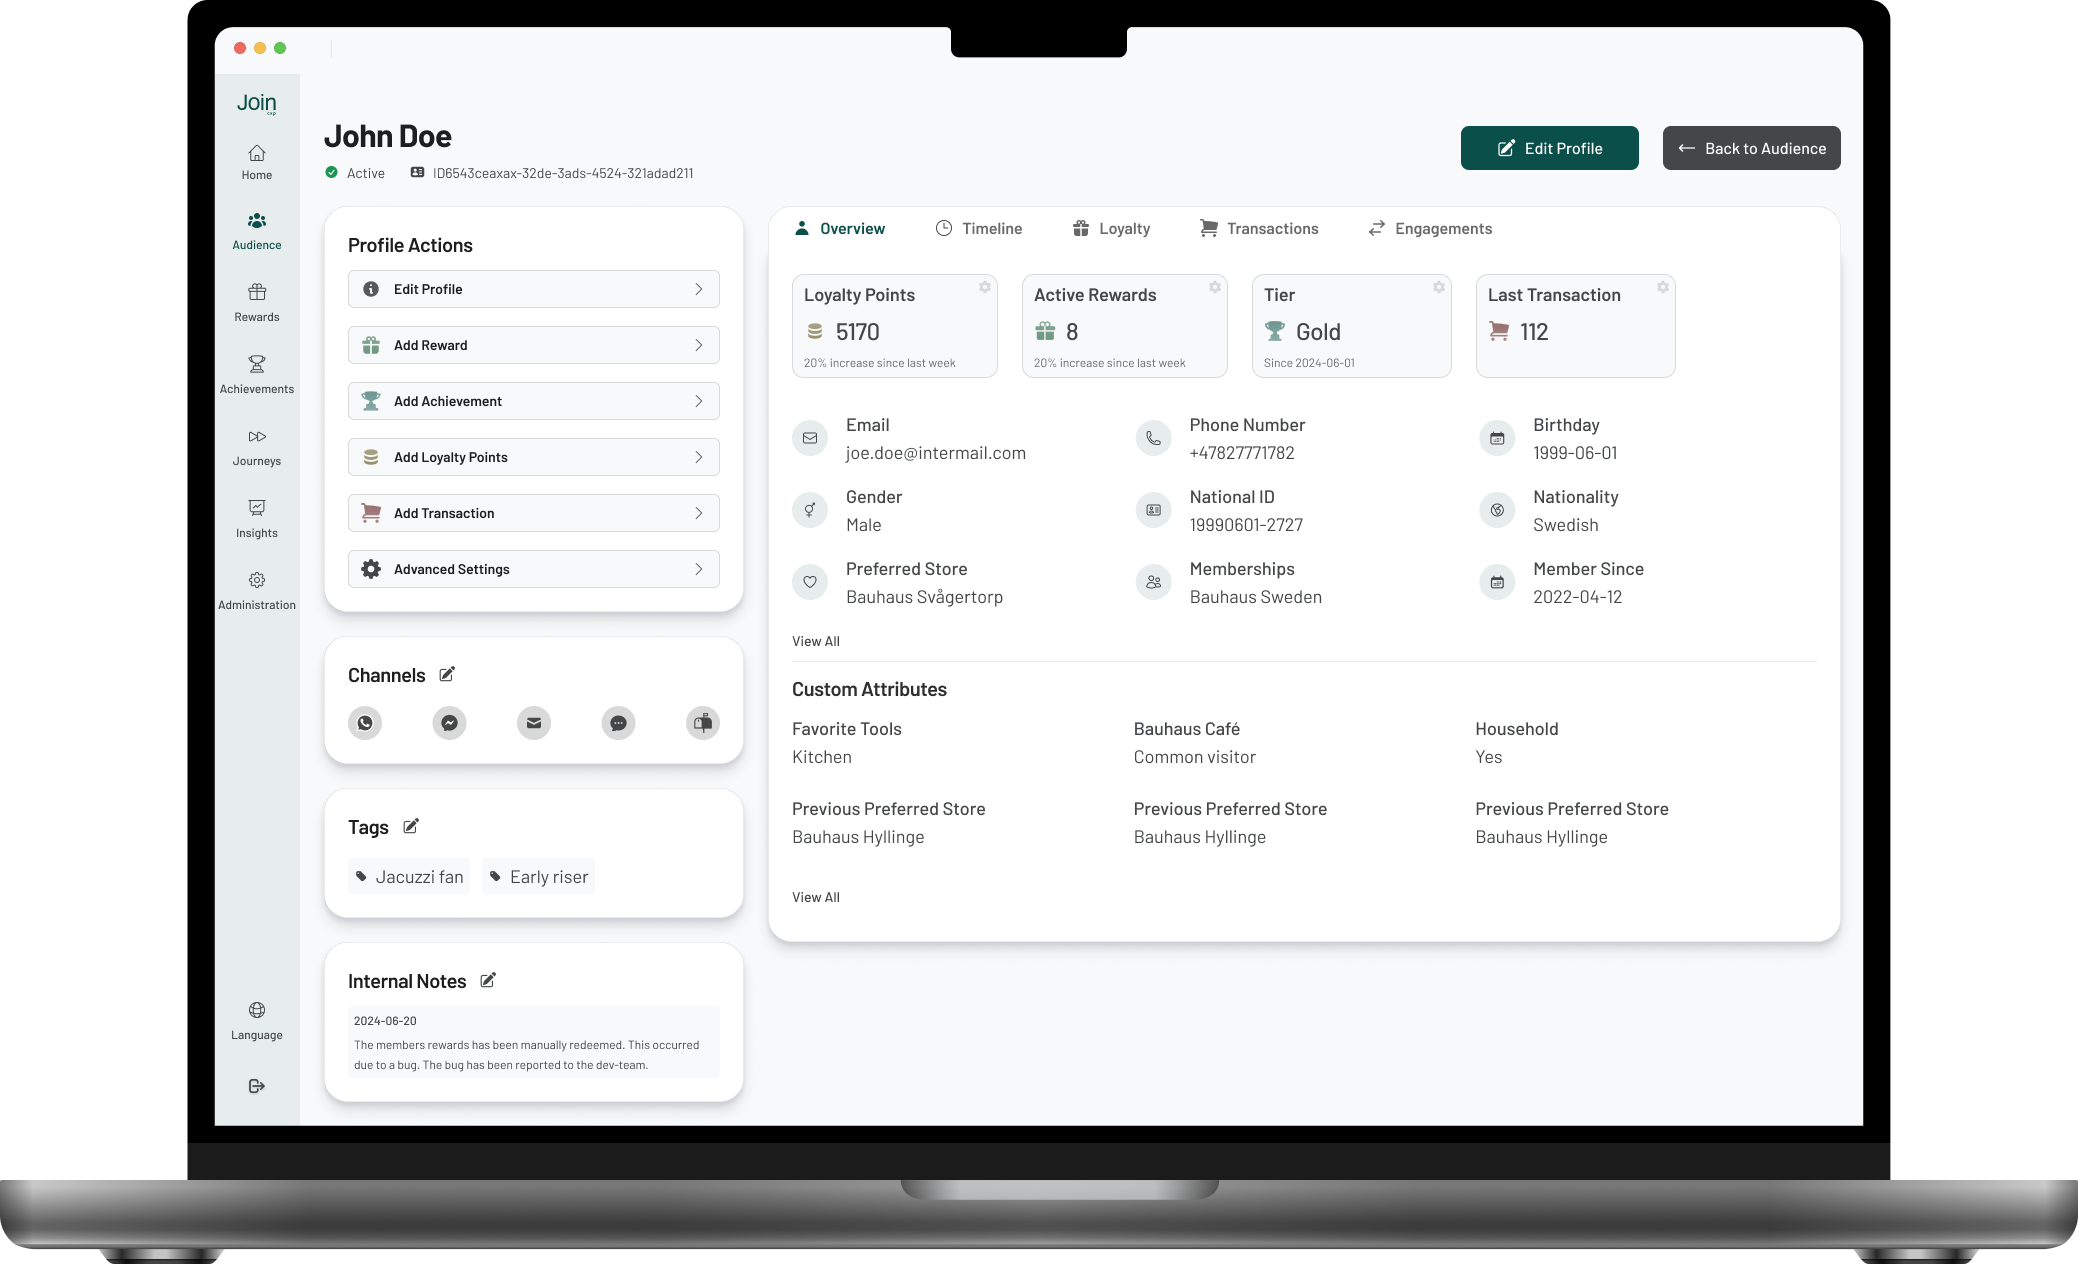 Join
cxp
Home
Audience
Rewards
Achievements
Journeys
Insights
Administration
Language
John Doe
Active
ID6543ceaxax-32de-3ads-4524-321adad211
Edit Profile
Back to Audience
Profile Actions
Edit Profile
Add Reward
Add Achievement
Add Loyalty Points
Add Transaction
Advanced Settings
Channels
Tags
Jacuzzi fan
Early riser
Internal Notes
2024-06-20
The members rewards has been manually redeemed. This occurred
due to a bug. The bug has been reported to the dev-team.
Overview
Timeline
Loyalty
Transactions
Engagements
Loyalty Points
5170
20% increase since last week
Active Rewards
8
20% increase since last week
Tier
Gold
Since 2024-06-01
Last Transaction
112
Email
joe.doe@intermail.com
Phone Number
+47827771782
Birthday
1999-06-01
Gender
Male
National ID
19990601-2727
Nationality
Swedish
Preferred Store
Bauhaus Svågertorp
Memberships
Bauhaus Sweden
Member Since
2022-04-12
View All
Custom Attributes
Favorite Tools
Kitchen
Bauhaus Café
Common visitor
Household
Yes
Previous Preferred Store
Bauhaus Hyllinge
Previous Preferred Store
Bauhaus Hyllinge
Previous Preferred Store
Bauhaus Hyllinge
View All